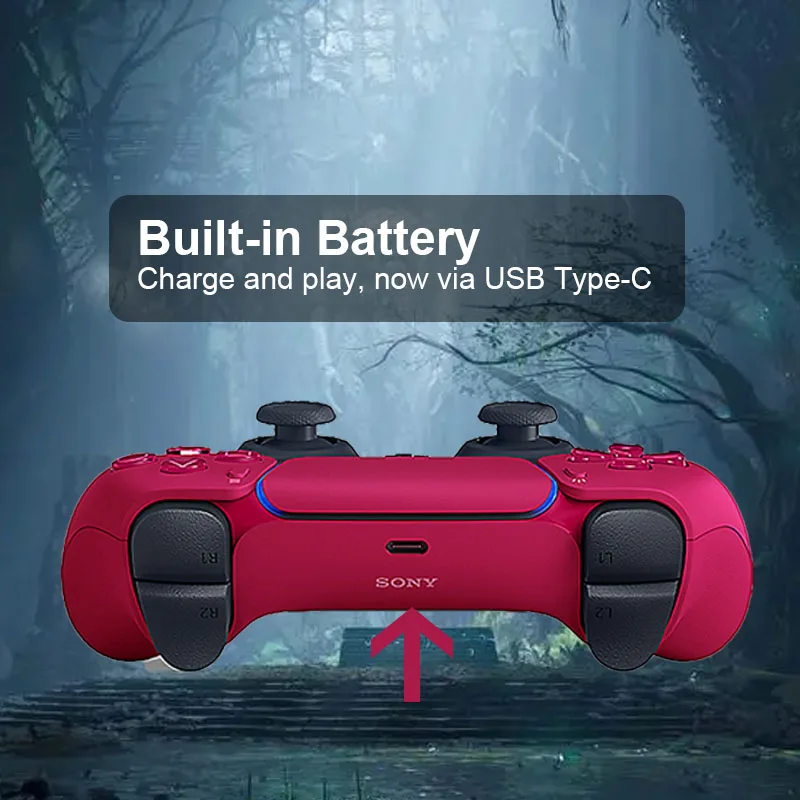 Built-in Battery
Charge and play, now via USB Type-C
R1
L1
SONY
R2
L2